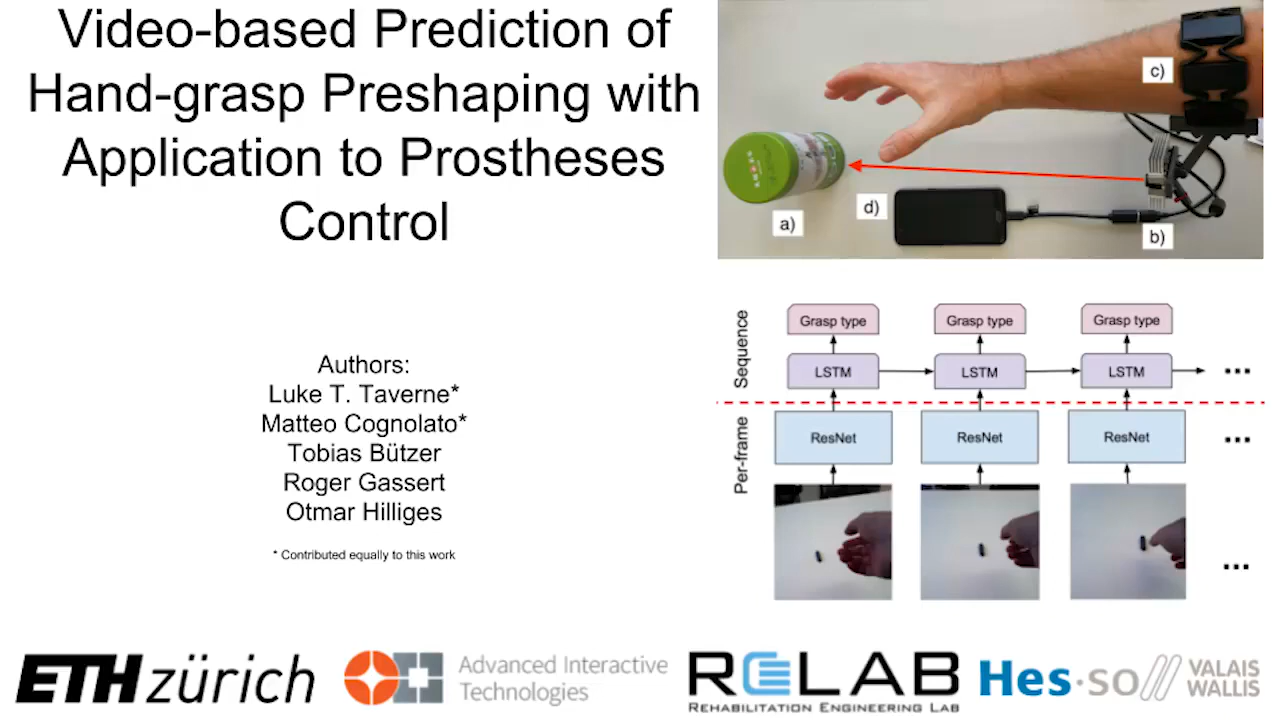 Video-based Prediction of
Hand-grasp Preshaping with
Application to Prostheses
Control
Authors:
Luke T. Taverne*
Matteo Cognolato*
Tobias Bützer
Roger Gassert
Otmar Hilliges
* Contributed equally to this work
c)
d)
a)
b)
Sequence
Grasp type
Grasp type
Grasp type
LSTM
LSTM
LSTM
...
Per-frame
ResNet
ResNet
ResNet
...
...
ETH zürich
Advanced Interactive
Technologies
RELAB
REHABILITATION ENGINEERING LAB
Hes·so// VALAIS
WALLIS